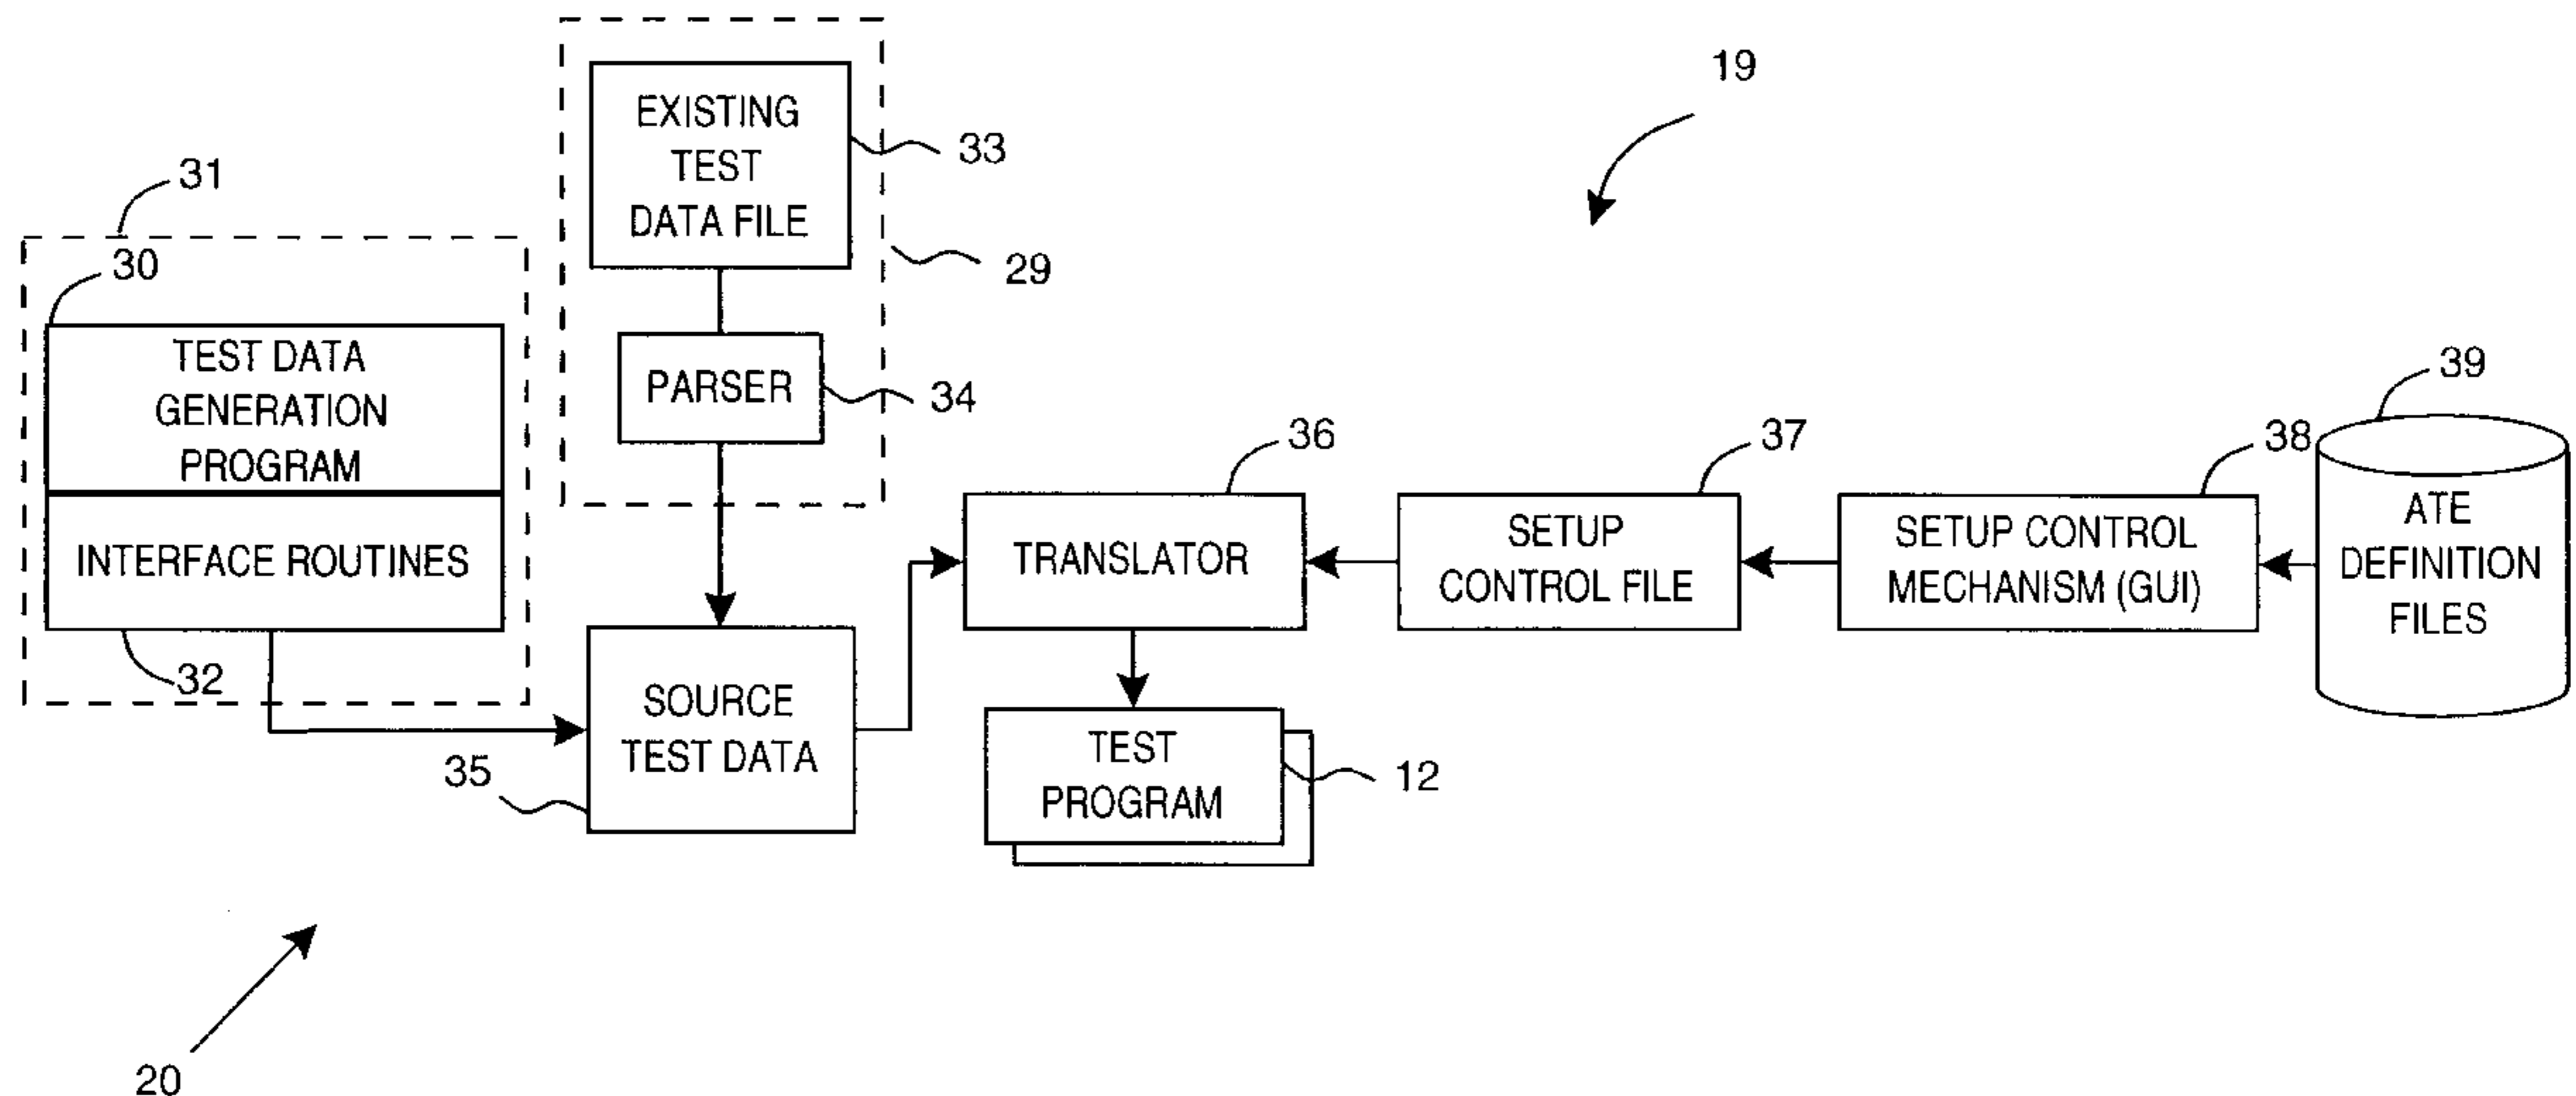 19
EXISTING
TEST
DATA FILE
33
31
30
29
TEST DATA
GENERATION
PROGRAM
PARSER
34
39
36
37
38
INTERFACE ROUTINES
TRANSLATOR
SETUP
CONTROL FILE
SETUP CONTROL
MECHANISM (GUI)
ATE
DEFINITION
FILES
32
SOURCE
TEST DATA
35
TEST
PROGRAM
12
20